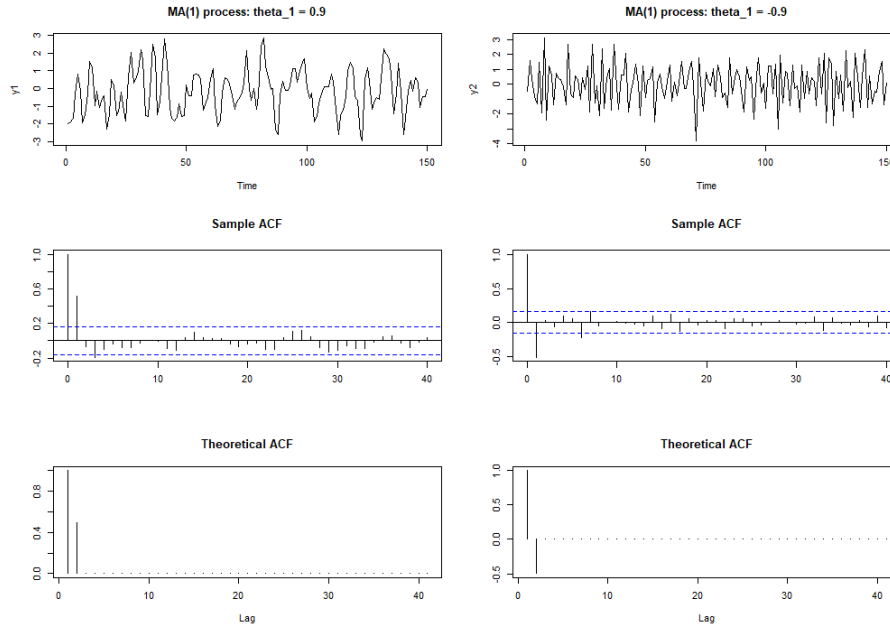 MA(1) process: theta_1 = 0.9
y1
3
2
1
0
-1
-2
-3
0 50 100 150
Time
MA(1) process: theta_1 = -0.9
y2
3
2
1
0
-1
-2
-4
50 100 150
Time
Sample ACF
1.0
0.6
0.2
-0.2
0 10 20 30 40
Sample ACF
1.0
0.5
0.0
-0.5
0 10 20 30 40
Theoretical ACF
0.8
0.4
0.0
0 10 20 30 40
Lag
Theoretical ACF
1.0
0.5
0.0
-0.5
0 10 20 30 40
Lag